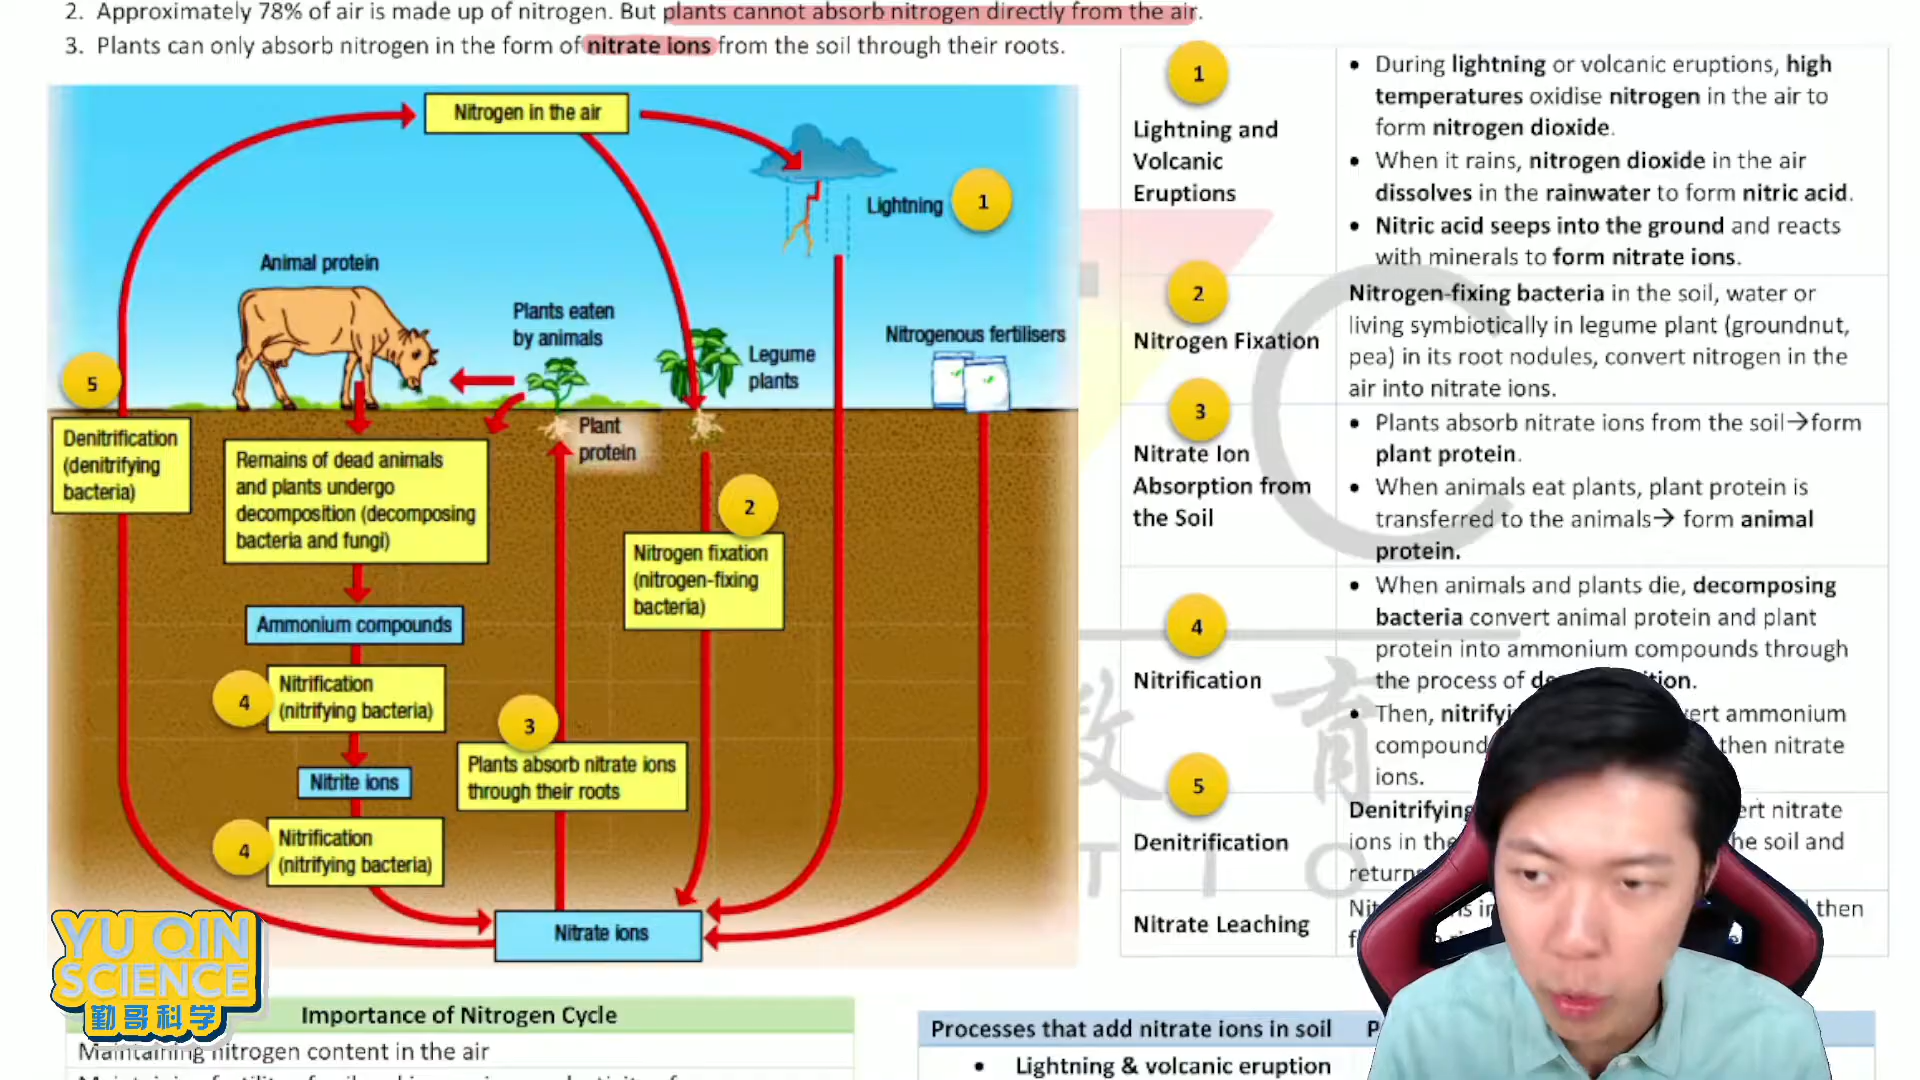 2. Approximately 78% of air is made up of nitrogen. But plants cannot absorb nitrogen directly from the air.
3. Plants can only absorb nitrogen in the form of nitrate ions from the soil through their roots.
Nitrogen in the air
Lightning
1
Animal protein
Plants eaten
by animals
Legume
plants
Nitrogenous fertilisers
5
Denitrification
(denitrifying
bacteria)
Remains of dead animals
and plants undergo
decomposition (decomposing
bacteria and fungi)
Plant
protein
2
Nitrogen fixation
(nitrogen-fixing
bacteria)
Ammonium compounds
4
Nitrification
(nitrifying bacteria)
3
Plants absorb nitrate ions
through their roots
Nitrite ions
4
Nitrification
(nitrifying bacteria)
Nitrate ions
1
Lightning and
Volcanic
Eruptions
• During lightning or volcanic eruptions, high
temperatures oxidise nitrogen in the air to
form nitrogen dioxide.
• When it rains, nitrogen dioxide in the air
dissolves in the rainwater to form nitric acid.
• Nitric acid seeps into the ground and reacts
with minerals to form nitrate ions.
2
Nitrogen Fixation
Nitrogen-fixing bacteria in the soil, water or
living symbiotically in legume plant (groundnut,
pea) in its root nodules, convert nitrogen in the
air into nitrate ions.
3
Nitrate Ion
Absorption from
the Soil
• Plants absorb nitrate ions from the soil→form
plant protein.
• When animals eat plants, plant protein is
transferred to the animals→ form animal
protein.
4
Nitrification
• When animals and plants die, decomposing
bacteria convert animal protein and plant
protein into ammonium compounds through
the process of
• Then, ammonium
compound then nitrate
ions.
5
Denitrification
Denitrifying nitrate
ions in the soil and
Nitrate Leaching
then
育
T I O
YU QIN
SCIENCE
勤哥科学
Importance of Nitrogen Cycle
Maintaining nitrogen content in the air
Processes that add nitrate ions in soil
• Lightning & volcanic eruption